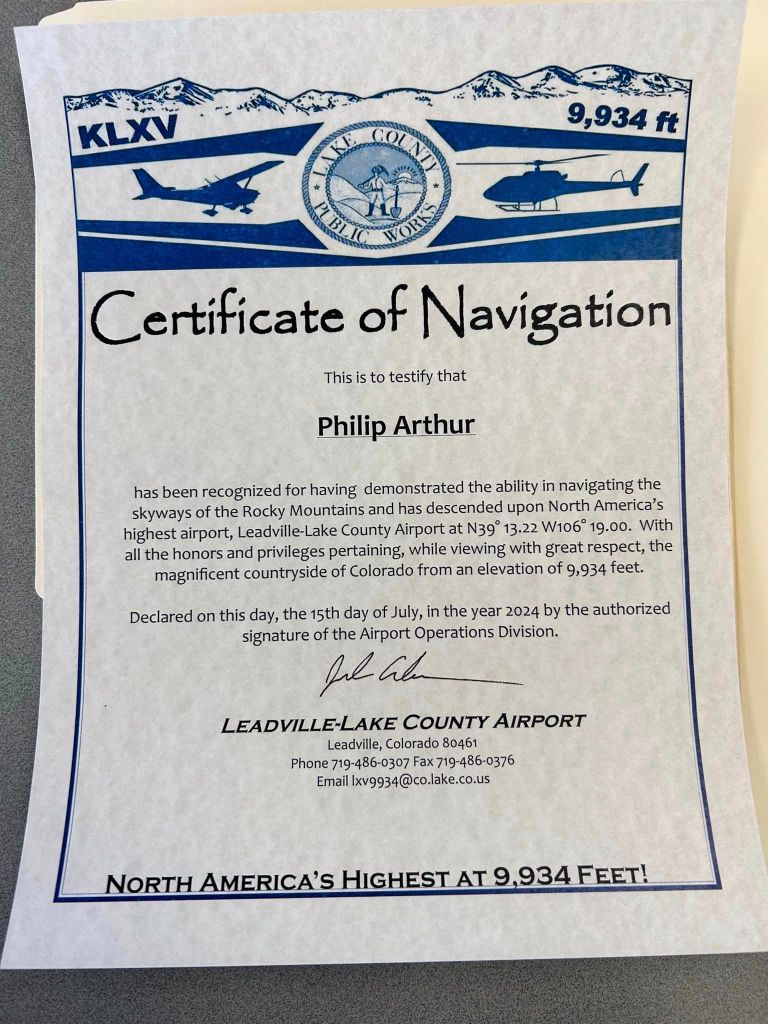 KLXV
9,934 ft
LAKE COUNTY
PUBLIC WORKS
Certificate of Navigation
This is to testify that
Philip Arthur
has been recognized for having demonstrated the ability in navigating the
skyways of the Rocky Mountains and has descended upon North America's
highest airport, Leadville-Lake County Airport at N39° 13.22 W106° 19.00. With
all the honors and privileges pertaining, while viewing with great respect, the
magnificent countryside of Colorado from an elevation of 9,934 feet.
Declared on this day, the 15th day of July, in the year 2024 by the authorized
signature of the Airport Operations Division.
LEADVILLE-LAKE COUNTY AIRPORT
Leadville, Colorado 80461
Phone 719-486-0307 Fax 719-486-0376
Email lxv9934@co.lake.co.us
NORTH AMERICA'S HIGHEST AT 9,934 FEET!